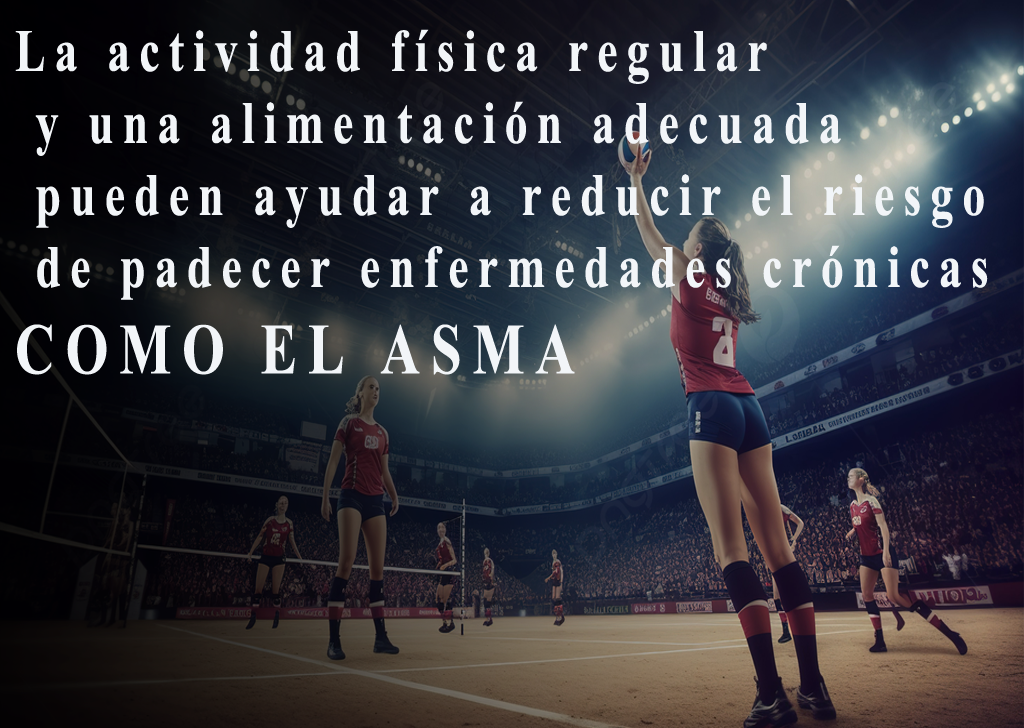 La actividad física regular
y una alimentación adecuada
pueden ayudar a reducir el riesgo
de padecer enfermedades crónicas
COMO EL ASMA
2